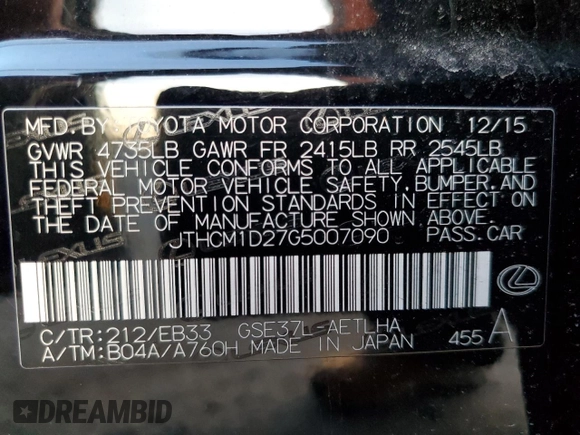 MFD. BY TOYOTA MOTOR CORPORATION 12/15
GVWR 4735LB GAWR FR 2415LB RR 2545LB
THIS VEHICLE CONFORMS TO ALL APPLICABLE
FEDERAL MOTOR VEHICLE SAFETY, BUMPER, AND
THEFT PREVENTION STANDARDS IN EFFECT ON
THE DATE OF MANUFACTURE SHOWN ABOVE.
JTHCM1D27G5007090 PASS. CAR
C/TR:212/EB33 GSE37L-AETLHA
A/TM:B04A/A760H MADE IN JAPAN 455 A
DREAMBID